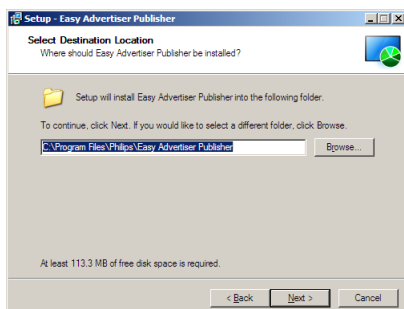 Setup - Easy Advertiser Publisher
Select Destination Location
Where should Easy Advertiser Publisher be installed?
Setup will install Easy Advertiser Publisher into the following folder.
To continue, click Next. If you would like to select a different folder, click Browse.
C:\Program Files\Philips\Easy Advertiser Publisher
Browse...
At least 113.3 MB of free disk space is required.
< Back
Next >
Cancel